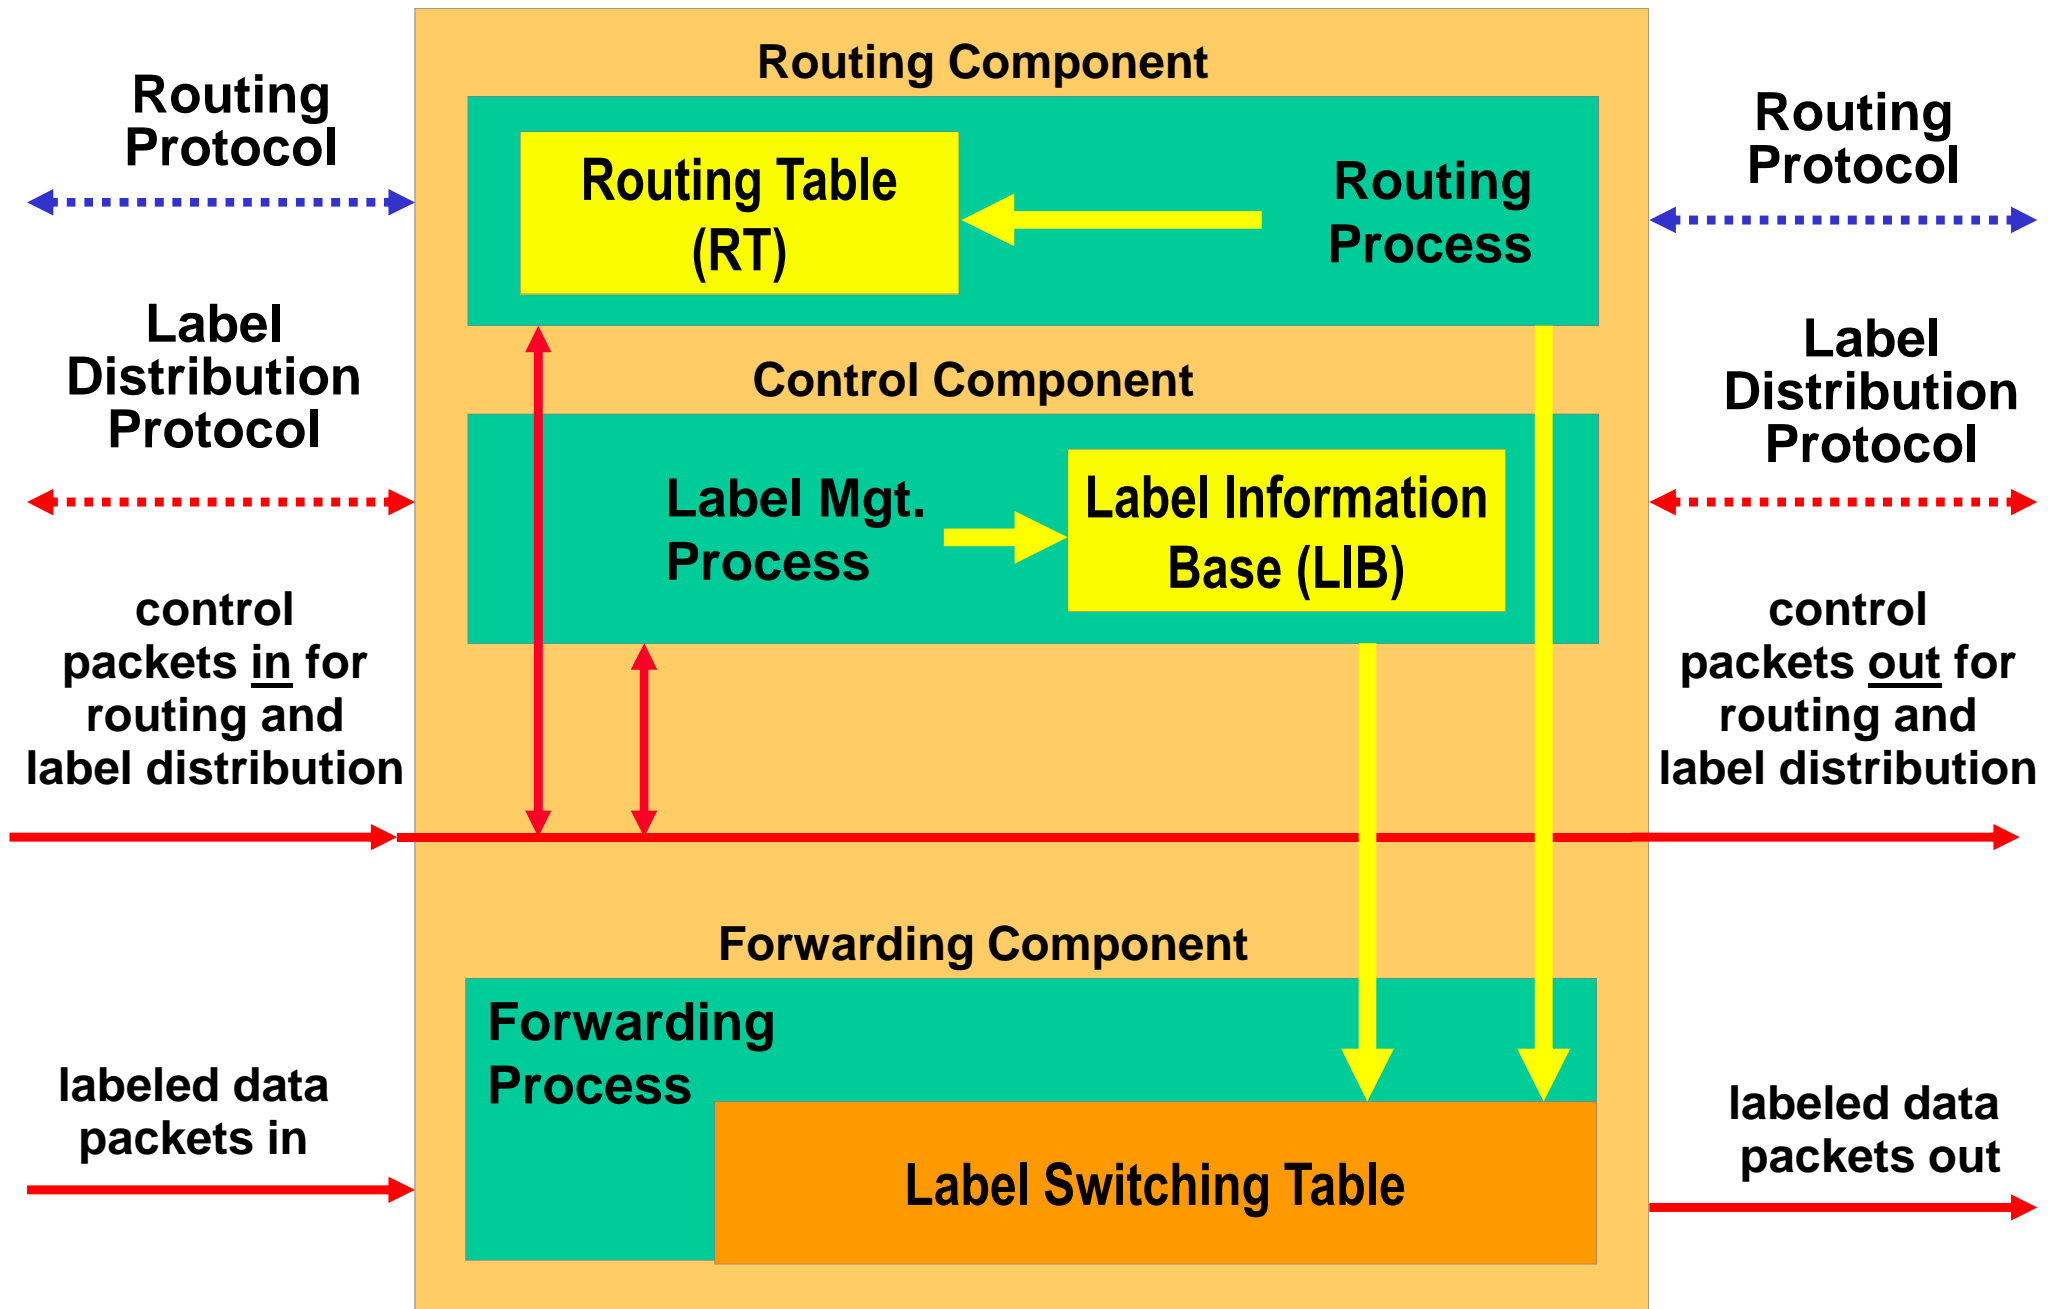 Routing Component
Routing
Protocol
Routing Table
(RT)
Routing
Process
Routing
Protocol
Label
Distribution
Protocol
Control Component
Label Mgt.
Process
Label Information
Base (LIB)
Label
Distribution
Protocol
control
packets in for
routing and
label distribution
control
packets out for
routing and
label distribution
Forwarding Component
Forwarding
Process
Label Switching Table
labeled data
packets in
labeled data
packets out